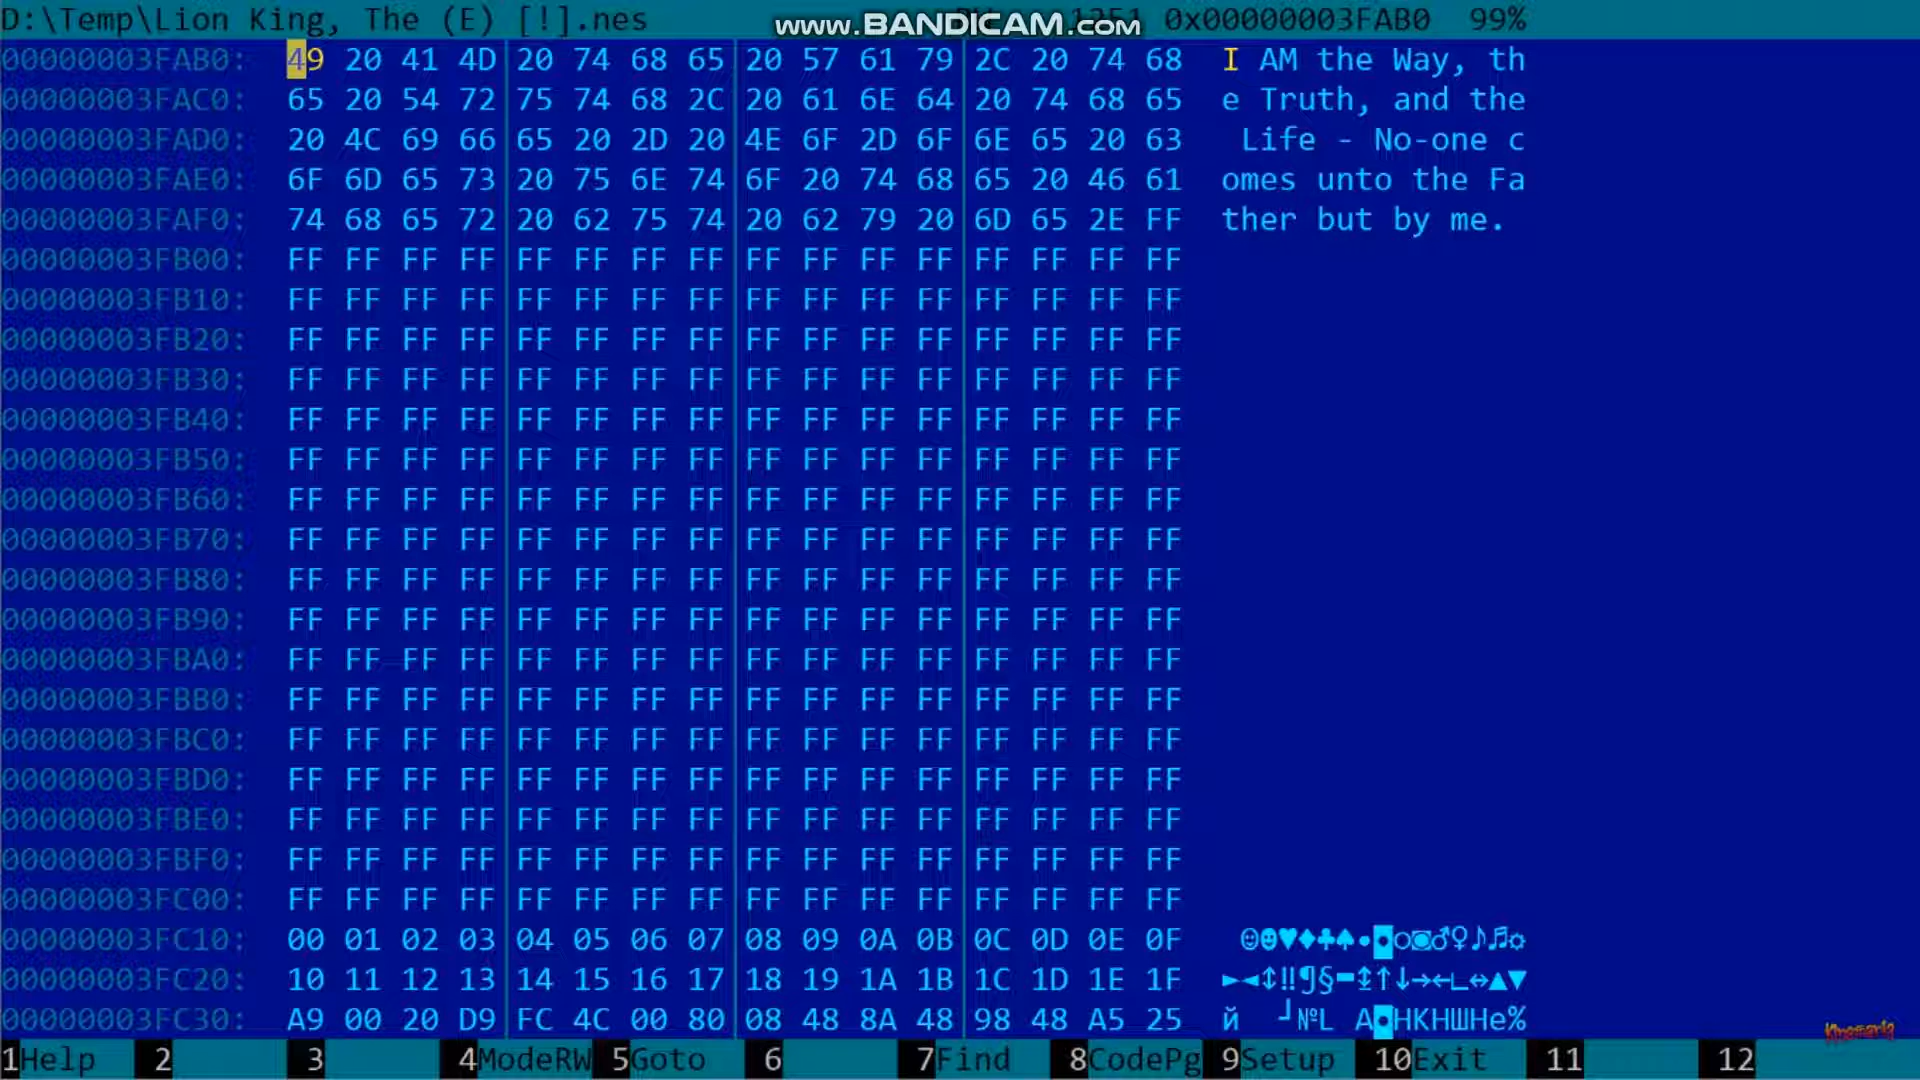 D:\Temp\Lion King, The (E) [!].nes www.BANDICAM.com 1251 0x00000003FAB0 99%
00000003FAB0: 49 20 41 4D 20 74 68 65 20 57 61 79 2C 20 74 68 I AM the Way, th
00000003FAC0: 65 20 54 72 75 74 68 2C 20 61 6E 64 20 74 68 65 e Truth, and the
00000003FAD0: 20 4C 69 66 65 20 2D 20 4E 6F 2D 6F 6E 65 20 63 Life - No-one c
00000003FAE0: 6F 6D 65 73 20 75 6E 74 6F 20 74 68 65 20 46 61 omes unto the Fa
00000003FAF0: 74 68 65 72 20 62 75 74 20 62 79 20 6D 65 2E FF ther but by me.
00000003FB00: FF FF FF FF FF FF FF FF FF FF FF FF FF FF FF FF
00000003FB10: FF FF FF FF FF FF FF FF FF FF FF FF FF FF FF FF
00000003FB20: FF FF FF FF FF FF FF FF FF FF FF FF FF FF FF FF
00000003FB30: FF FF FF FF FF FF FF FF FF FF FF FF FF FF FF FF
00000003FB40: FF FF FF FF FF FF FF FF FF FF FF FF FF FF FF FF
00000003FB50: FF FF FF FF FF FF FF FF FF FF FF FF FF FF FF FF
00000003FB60: FF FF FF FF FF FF FF FF FF FF FF FF FF FF FF FF
00000003FB70: FF FF FF FF FF FF FF FF FF FF FF FF FF FF FF FF
00000003FB80: FF FF FF FF FF FF FF FF FF FF FF FF FF FF FF FF
00000003FB90: FF FF FF FF FF FF FF FF FF FF FF FF FF FF FF FF
00000003FBA0: FF FF FF FF FF FF FF FF FF FF FF FF FF FF FF FF
00000003FBB0: FF FF FF FF FF FF FF FF FF FF FF FF FF FF FF FF
00000003FBC0: FF FF FF FF FF FF FF FF FF FF FF FF FF FF FF FF
00000003FBD0: FF FF FF FF FF FF FF FF FF FF FF FF FF FF FF FF
00000003FBE0: FF FF FF FF FF FF FF FF FF FF FF FF FF FF FF FF
00000003FBF0: FF FF FF FF FF FF FF FF FF FF FF FF FF FF FF FF
00000003FC00: FF FF FF FF FF FF FF FF FF FF FF FF FF FF FF FF
00000003FC10: 00 01 02 03 04 05 06 07 08 09 0A 0B 0C 0D 0E 0F ☺☻♥♦♣♠•◘○◙♂♀♪♫☼
00000003FC20: 10 11 12 13 14 15 16 17 18 19 1A 1B 1C 1D 1E 1F ►◄↕‼¶§▬↨↑↓→←∟↔▲▼
00000003FC30: A9 00 20 D9 FC 4C 00 80 08 48 8A 48 98 48 A5 25 й ┘№L А◘HКHШHе%
1Help 2 3 4ModeRW 5Goto 6 7Find 8CodePg 9Setup 10Exit 11 12